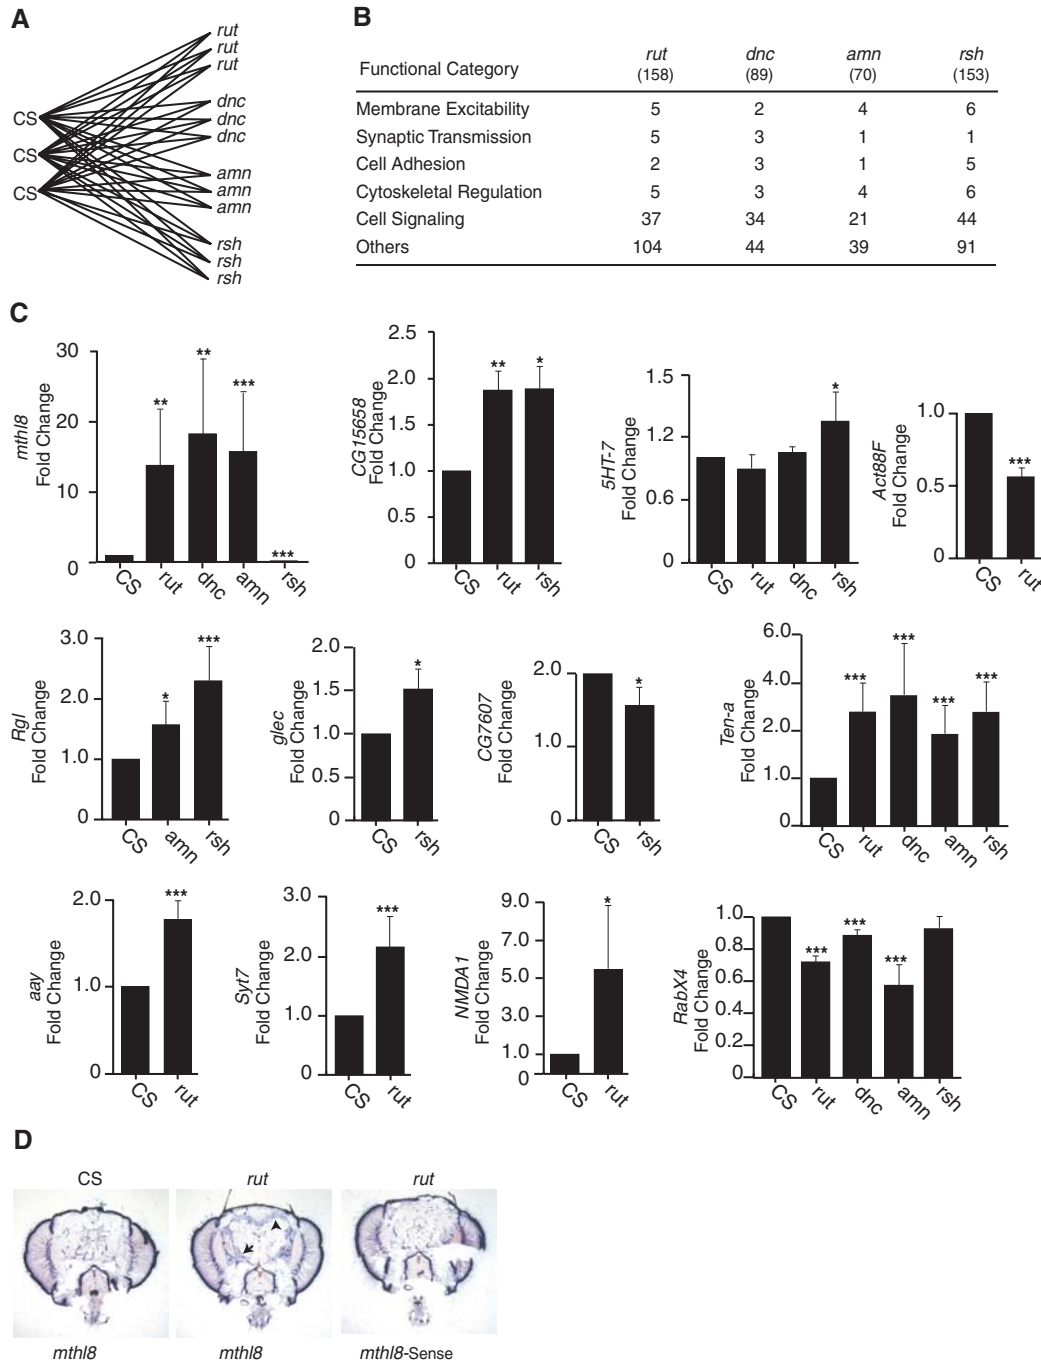 A
CS
CS
CS
rut
rut
rut
dnc
dnc
dnc
amn
amn
amn
rsh
rsh
rsh
B
Functional Category rut (158) dnc (89) amn (70) rsh (153)
Membrane Excitability 5 2 4 6
Synaptic Transmission 5 3 1 1
Cell Adhesion 2 3 1 5
Cytoskeletal Regulation 5 3 4 6
Cell Signaling 37 34 21 44
Others 104 44 39 91
C
mthl8
Fold Change
30
20
10
0
** ** *** ***
CS rut dnc amn rsh
CG15658
Fold Change
2.5
2.0
1.5
1.0
0.5
0
** *
CS rut rsh
5HT-7
Fold Change
1.5
1.2
0.6
0
*
CS rut dnc rsh
Act88F
Fold Change
1.0
0.5
0
***
CS rut
Rgl
Fold Change
3.0
2.0
1.0
0
* ***
CS amn rsh
glec
Fold Change
2.0
1.5
1.0
0.5
0
*
CS rsh
CG7607
Fold Change
2.0
1.0
0
*
CS rsh
Ten-a
Fold Change
6.0
4.0
2.0
1.0
0
*** *** *** ***
CS rut dnc amn rsh
aay
Fold Change
2.0
1.0
0
***
CS rut
Syt7
Fold Change
3.0
2.0
1.0
0
***
CS rut
NMDA1
Fold Change
9.0
7.0
5.0
3.0
1.0
0
*
CS rut
RabX4
Fold Change
1.0
0.8
0.6
0.4
0.2
0
*** *** ***
CS rut dnc amn rsh
D
CS rut rut
mthl8 mthl8 mthl8-Sense